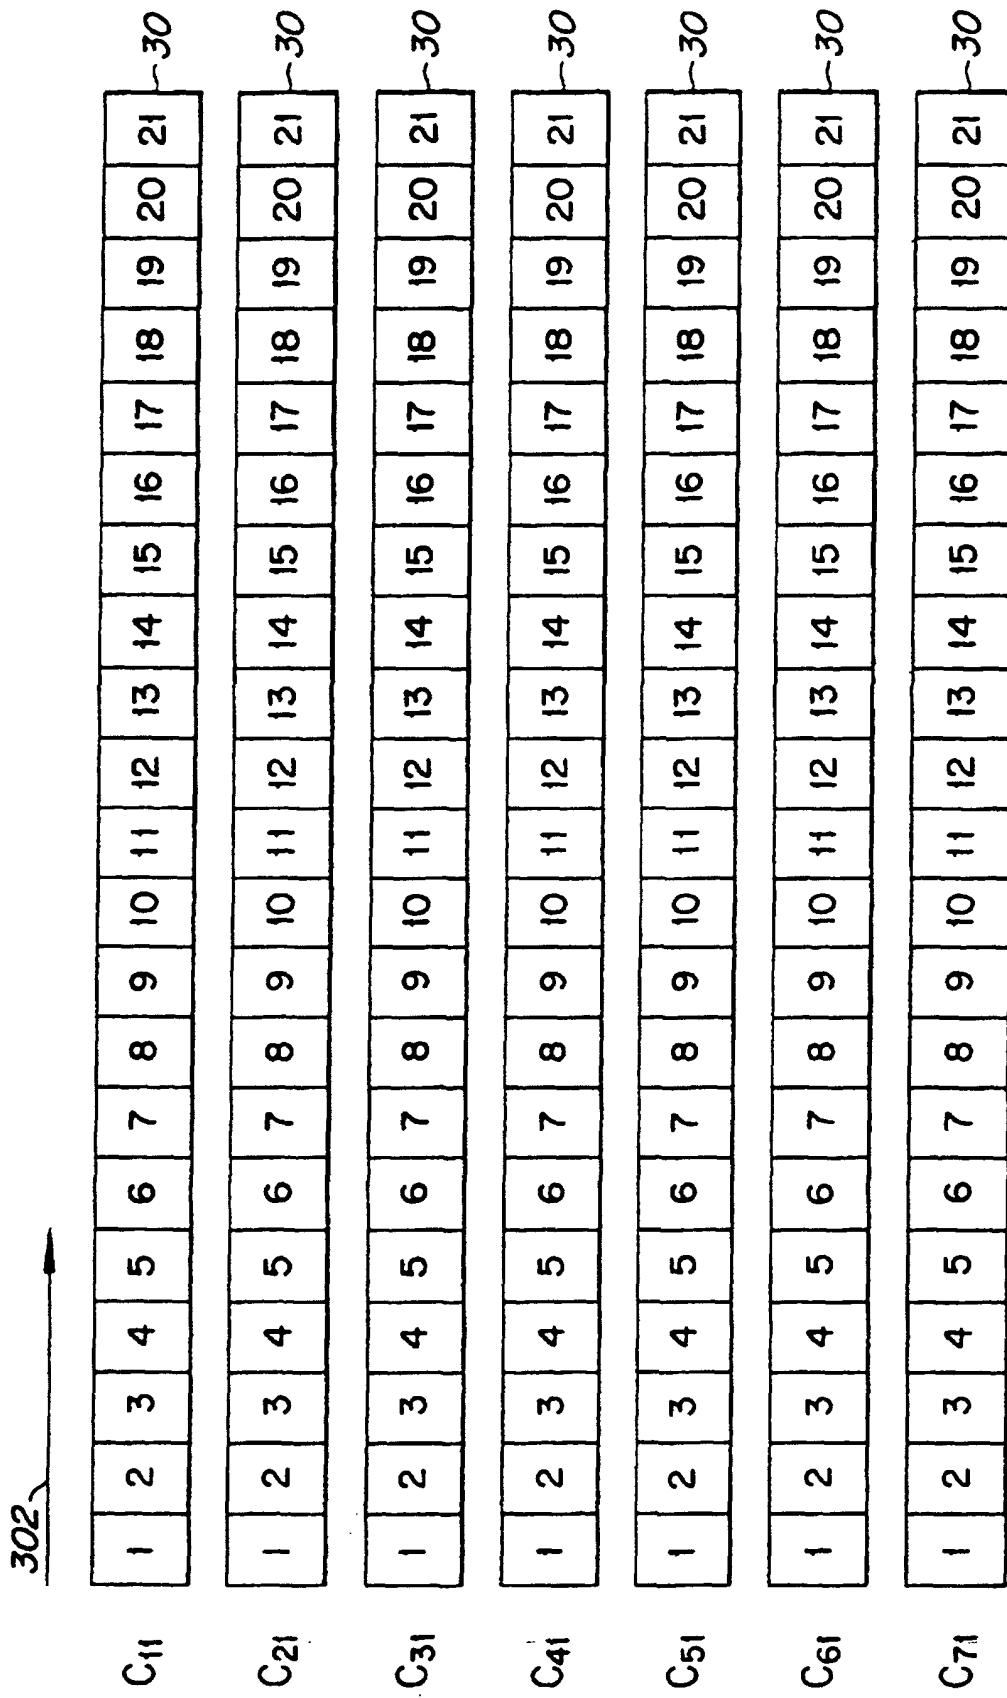 302
C11 1 2 3 4 5 6 7 8 9 10 11 12 13 14 15 16 17 18 19 20 21 30
C21 1 2 3 4 5 6 7 8 9 10 11 12 13 14 15 16 17 18 19 20 21 30
C31 1 2 3 4 5 6 7 8 9 10 11 12 13 14 15 16 17 18 19 20 21 30
C41 1 2 3 4 5 6 7 8 9 10 11 12 13 14 15 16 17 18 19 20 21 30
C51 1 2 3 4 5 6 7 8 9 10 11 12 13 14 15 16 17 18 19 20 21 30
C61 1 2 3 4 5 6 7 8 9 10 11 12 13 14 15 16 17 18 19 20 21 30
C71 1 2 3 4 5 6 7 8 9 10 11 12 13 14 15 16 17 18 19 20 21 30